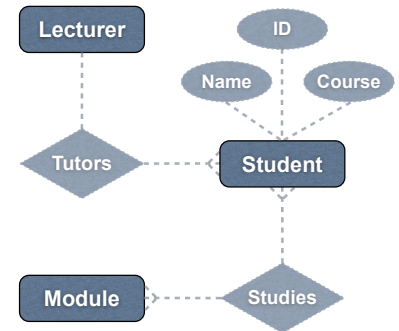 Lecturer
ID
Name
Course
Tutors
Student
Module
Studies